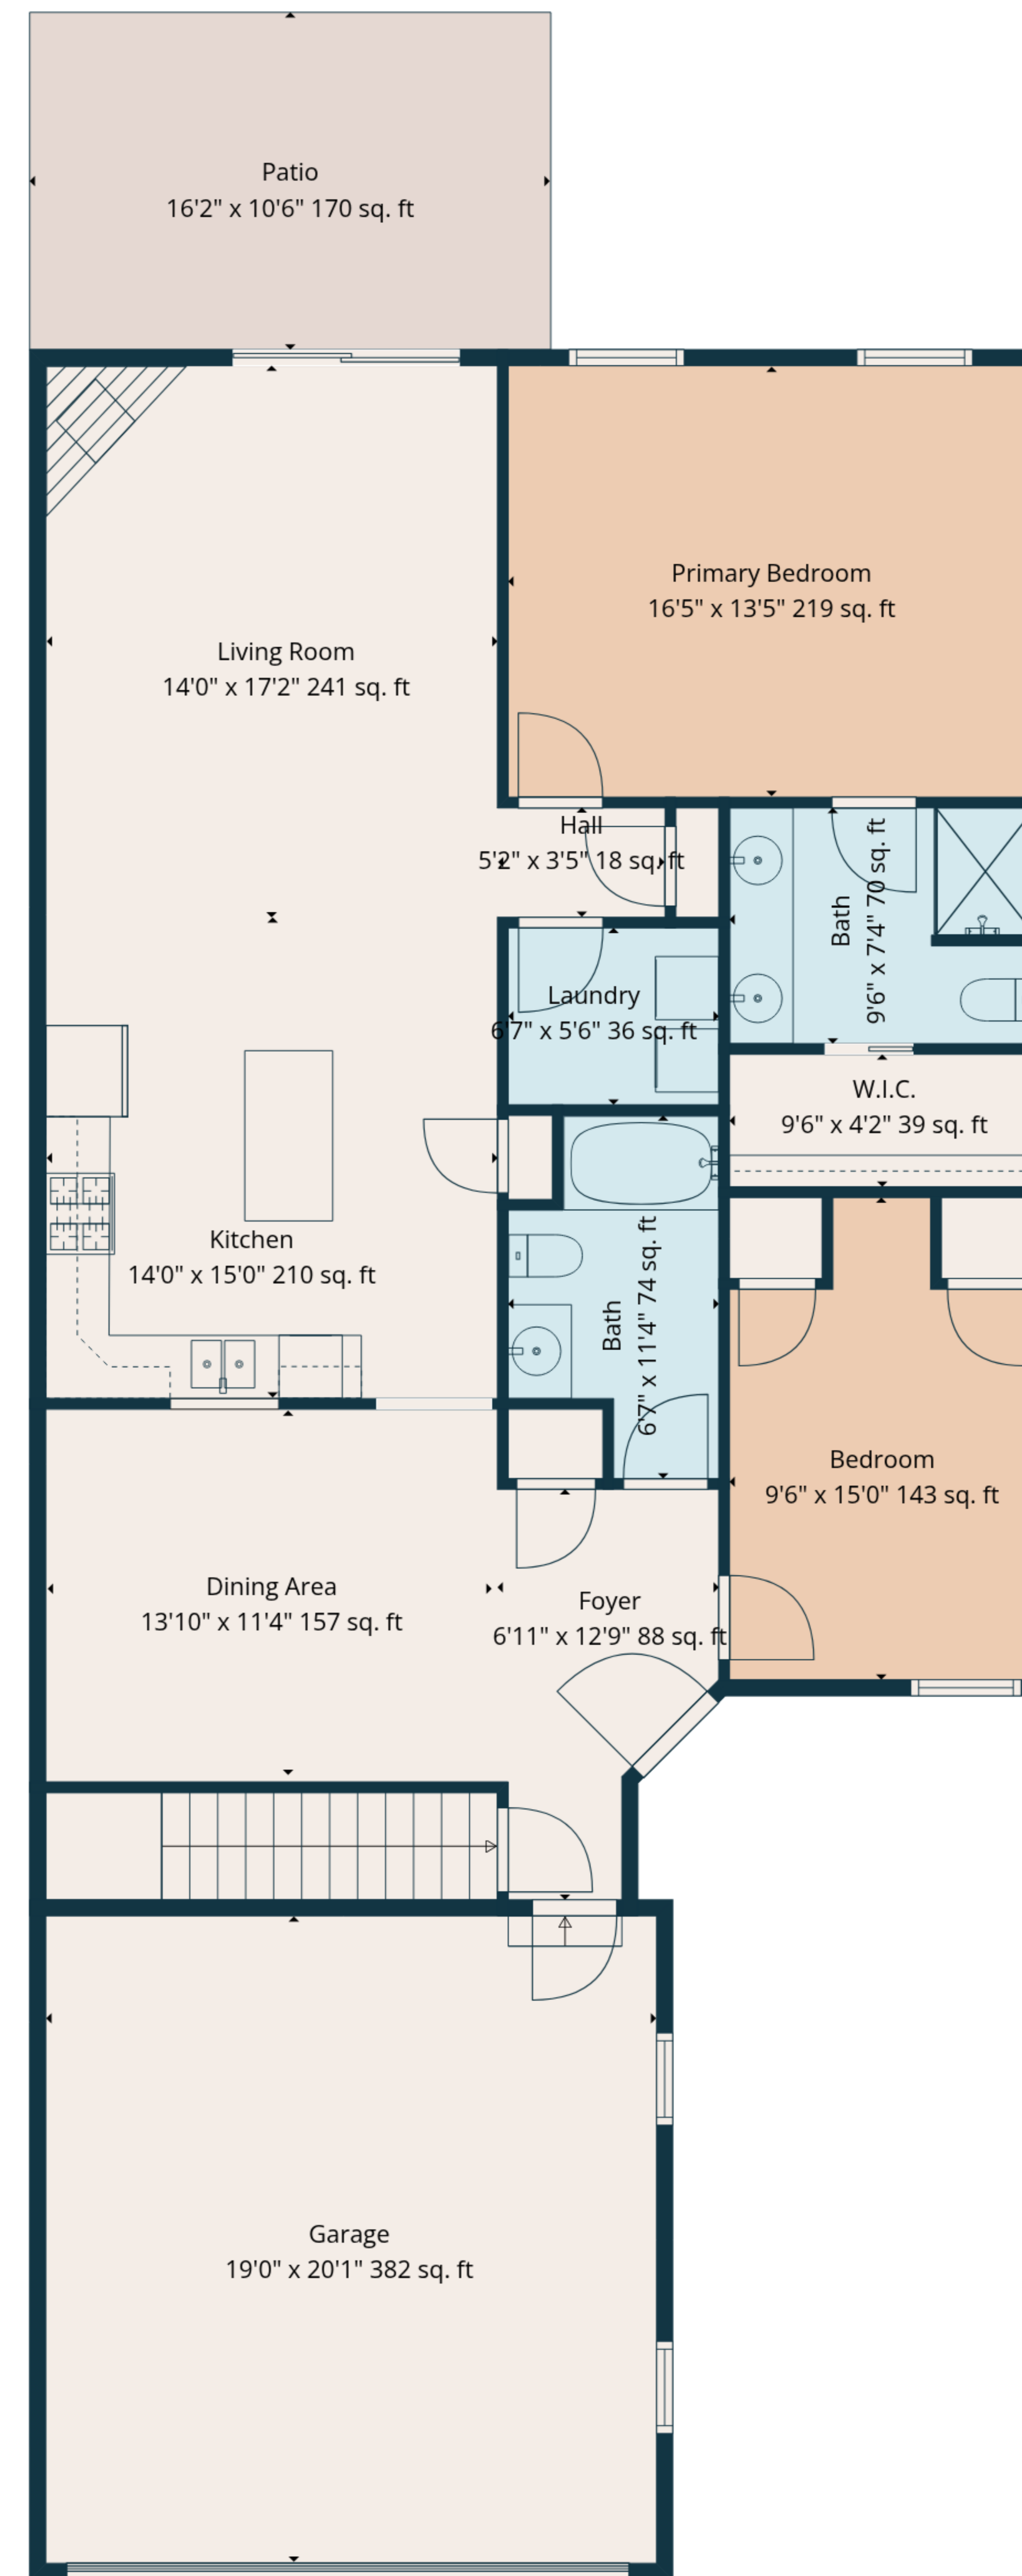 Patio
16'2" x 10'6" 170 sq. ft
Primary Bedroom
16'5" x 13'5" 219 sq. ft
Living Room
14'0" x 17'2" 241 sq. ft
Hall
5'2" x 3'5" 18 sq. ft
Bath
9'6" x 7'4" 70 sq. ft
Laundry
6'7" x 5'6" 36 sq. ft
W.I.C.
9'6" x 4'2" 39 sq. ft
Kitchen
14'0" x 15'0" 210 sq. ft
Bath
6'7" x 11'4" 74 sq. ft
Bedroom
9'6" x 15'0" 143 sq. ft
Dining Area
13'10" x 11'4" 157 sq. ft
Foyer
6'11" x 12'9" 88 sq. ft
Garage
19'0" x 20'1" 382 sq. ft